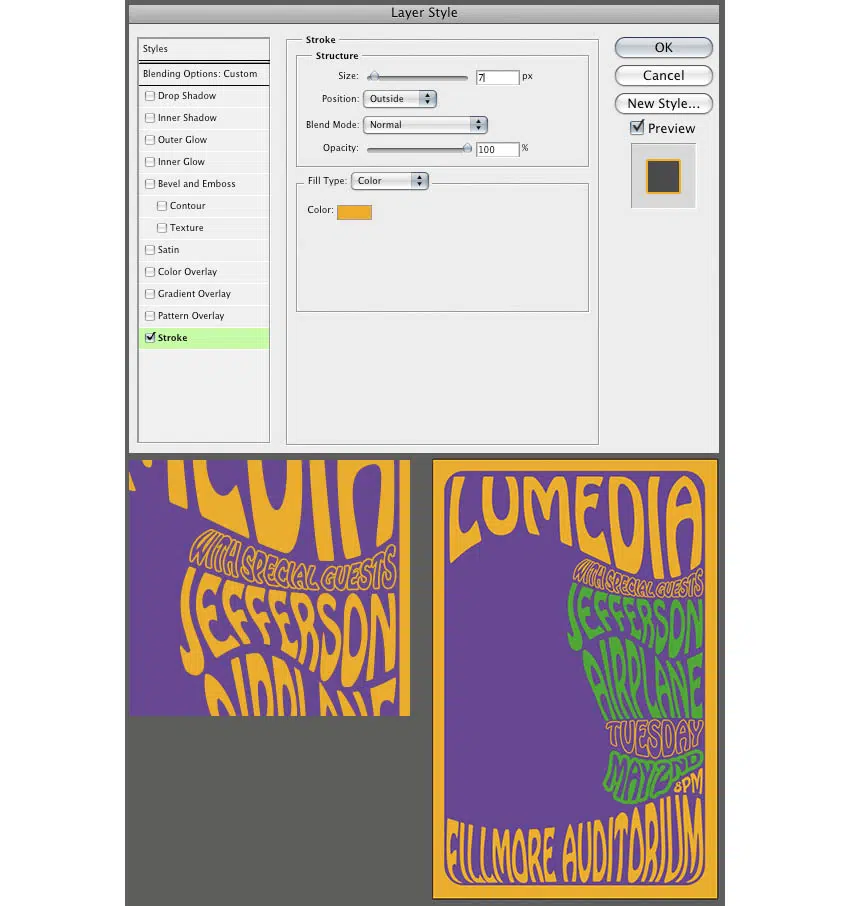 Layer Style
Styles
Blending Options: Custom
Drop Shadow
Inner Shadow
Outer Glow
Inner Glow
Bevel and Emboss
Contour
Texture
Satin
Color Overlay
Gradient Overlay
Pattern Overlay
Stroke
Stroke
Structure
Size: 7 px
Position: Outside
Blend Mode: Normal
Opacity: 100 %
Fill Type: Color
Color:
OK
Cancel
New Style...
Preview
MEDIA
WITH SPECIAL GUESTS
JEFFERSON
AIRPLANE
LUMEDIA
WITH SPECIAL GUESTS
JEFFERSON
AIRPLANE
TUESDAY
MAY 2ND
8PM
FILLMORE AUDITORIUM